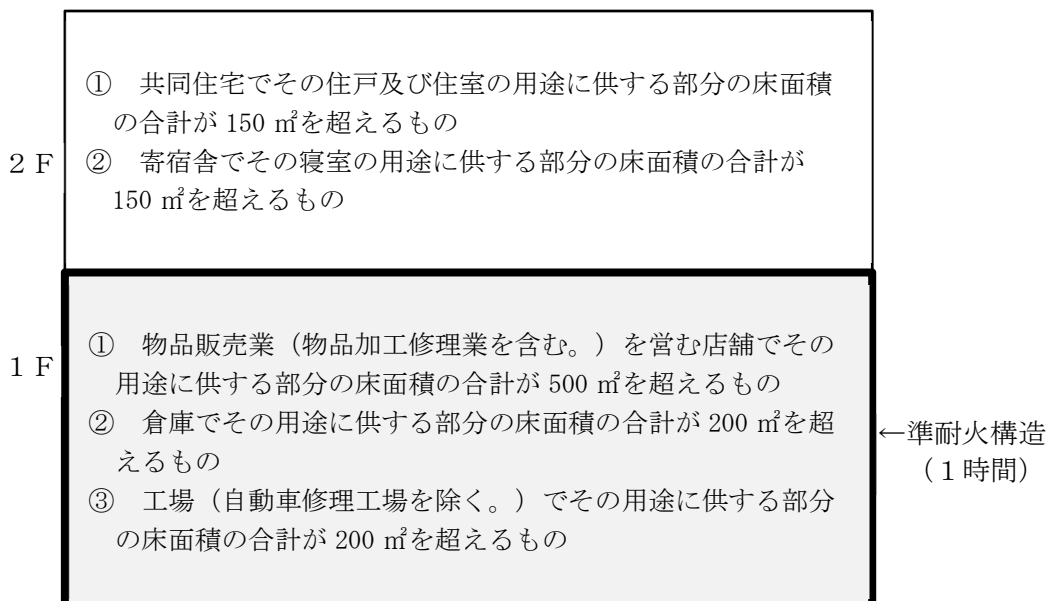 ① 共同住宅でその住戸及び住室の用途に供する部分の床面積
の合計が 150 ㎡を超えるもの
2F
② 寄宿舎でその寝室の用途に供する部分の床面積の合計が
150 ㎡を超えるもの
1F
① 物品販売業（物品加工修理業を含む。）を営む店舗でその
用途に供する部分の床面積の合計が 500 ㎡を超えるもの
② 倉庫でその用途に供する部分の床面積の合計が 200 ㎡を超
えるもの
③ 工場（自動車修理工場を除く。）でその用途に供する部分
の床面積の合計が 200 ㎡を超えるもの
←準耐火構造
（１時間）